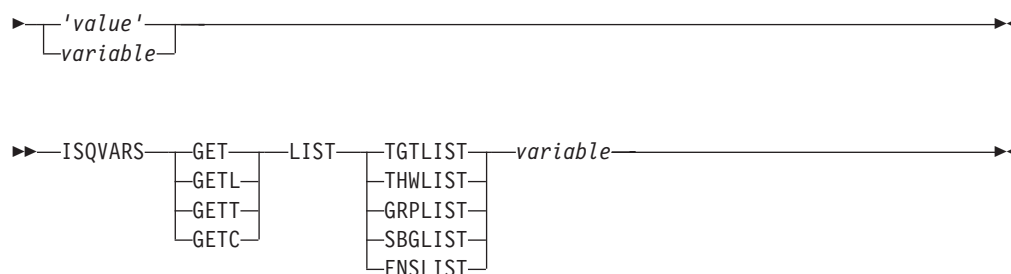 'value'
variable
ISQVARS GET LIST TGTLIST variable
GETL THWLIST
GETT GRPLIST
GETC SBGLIST
ENSLIST